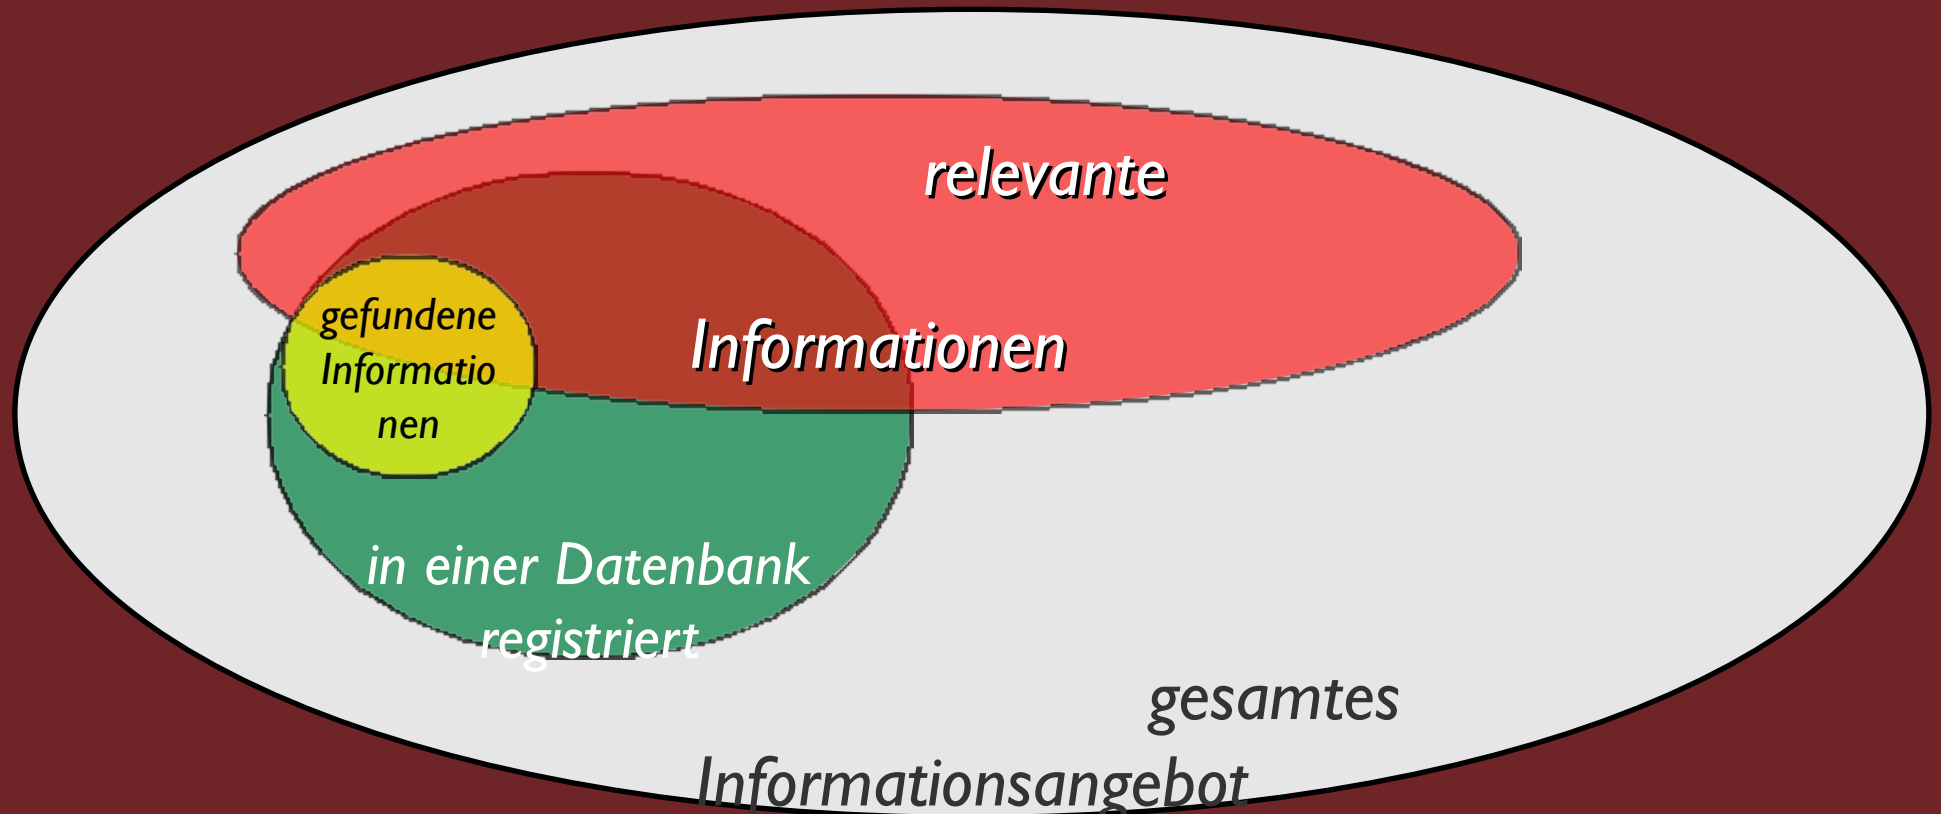 relevante
Informationen
gefundene
Informatio
nen
in einer Datenbank
registriert
gesamtes
Informationsangebot